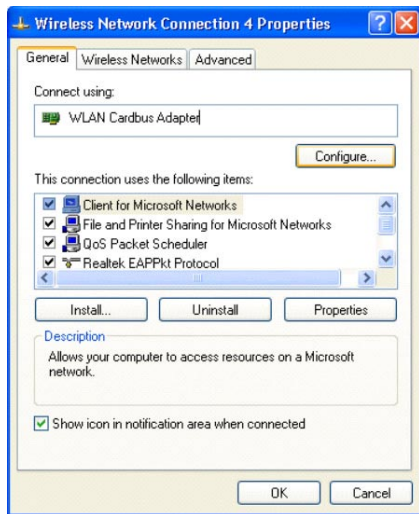 Wireless Network Connection 4 Properties
General Wireless Networks Advanced
Connect using:
WLAN Cardbus Adapter
Configure...
This connection uses the following items:
Client for Microsoft Networks
File and Printer Sharing for Microsoft Networks
QoS Packet Scheduler
Realtek EAPPkt Protocol
Install... Uninstall Properties
Description
Allows your computer to access resources on a Microsoft
network.
Show icon in notification area when connected
OK Cancel